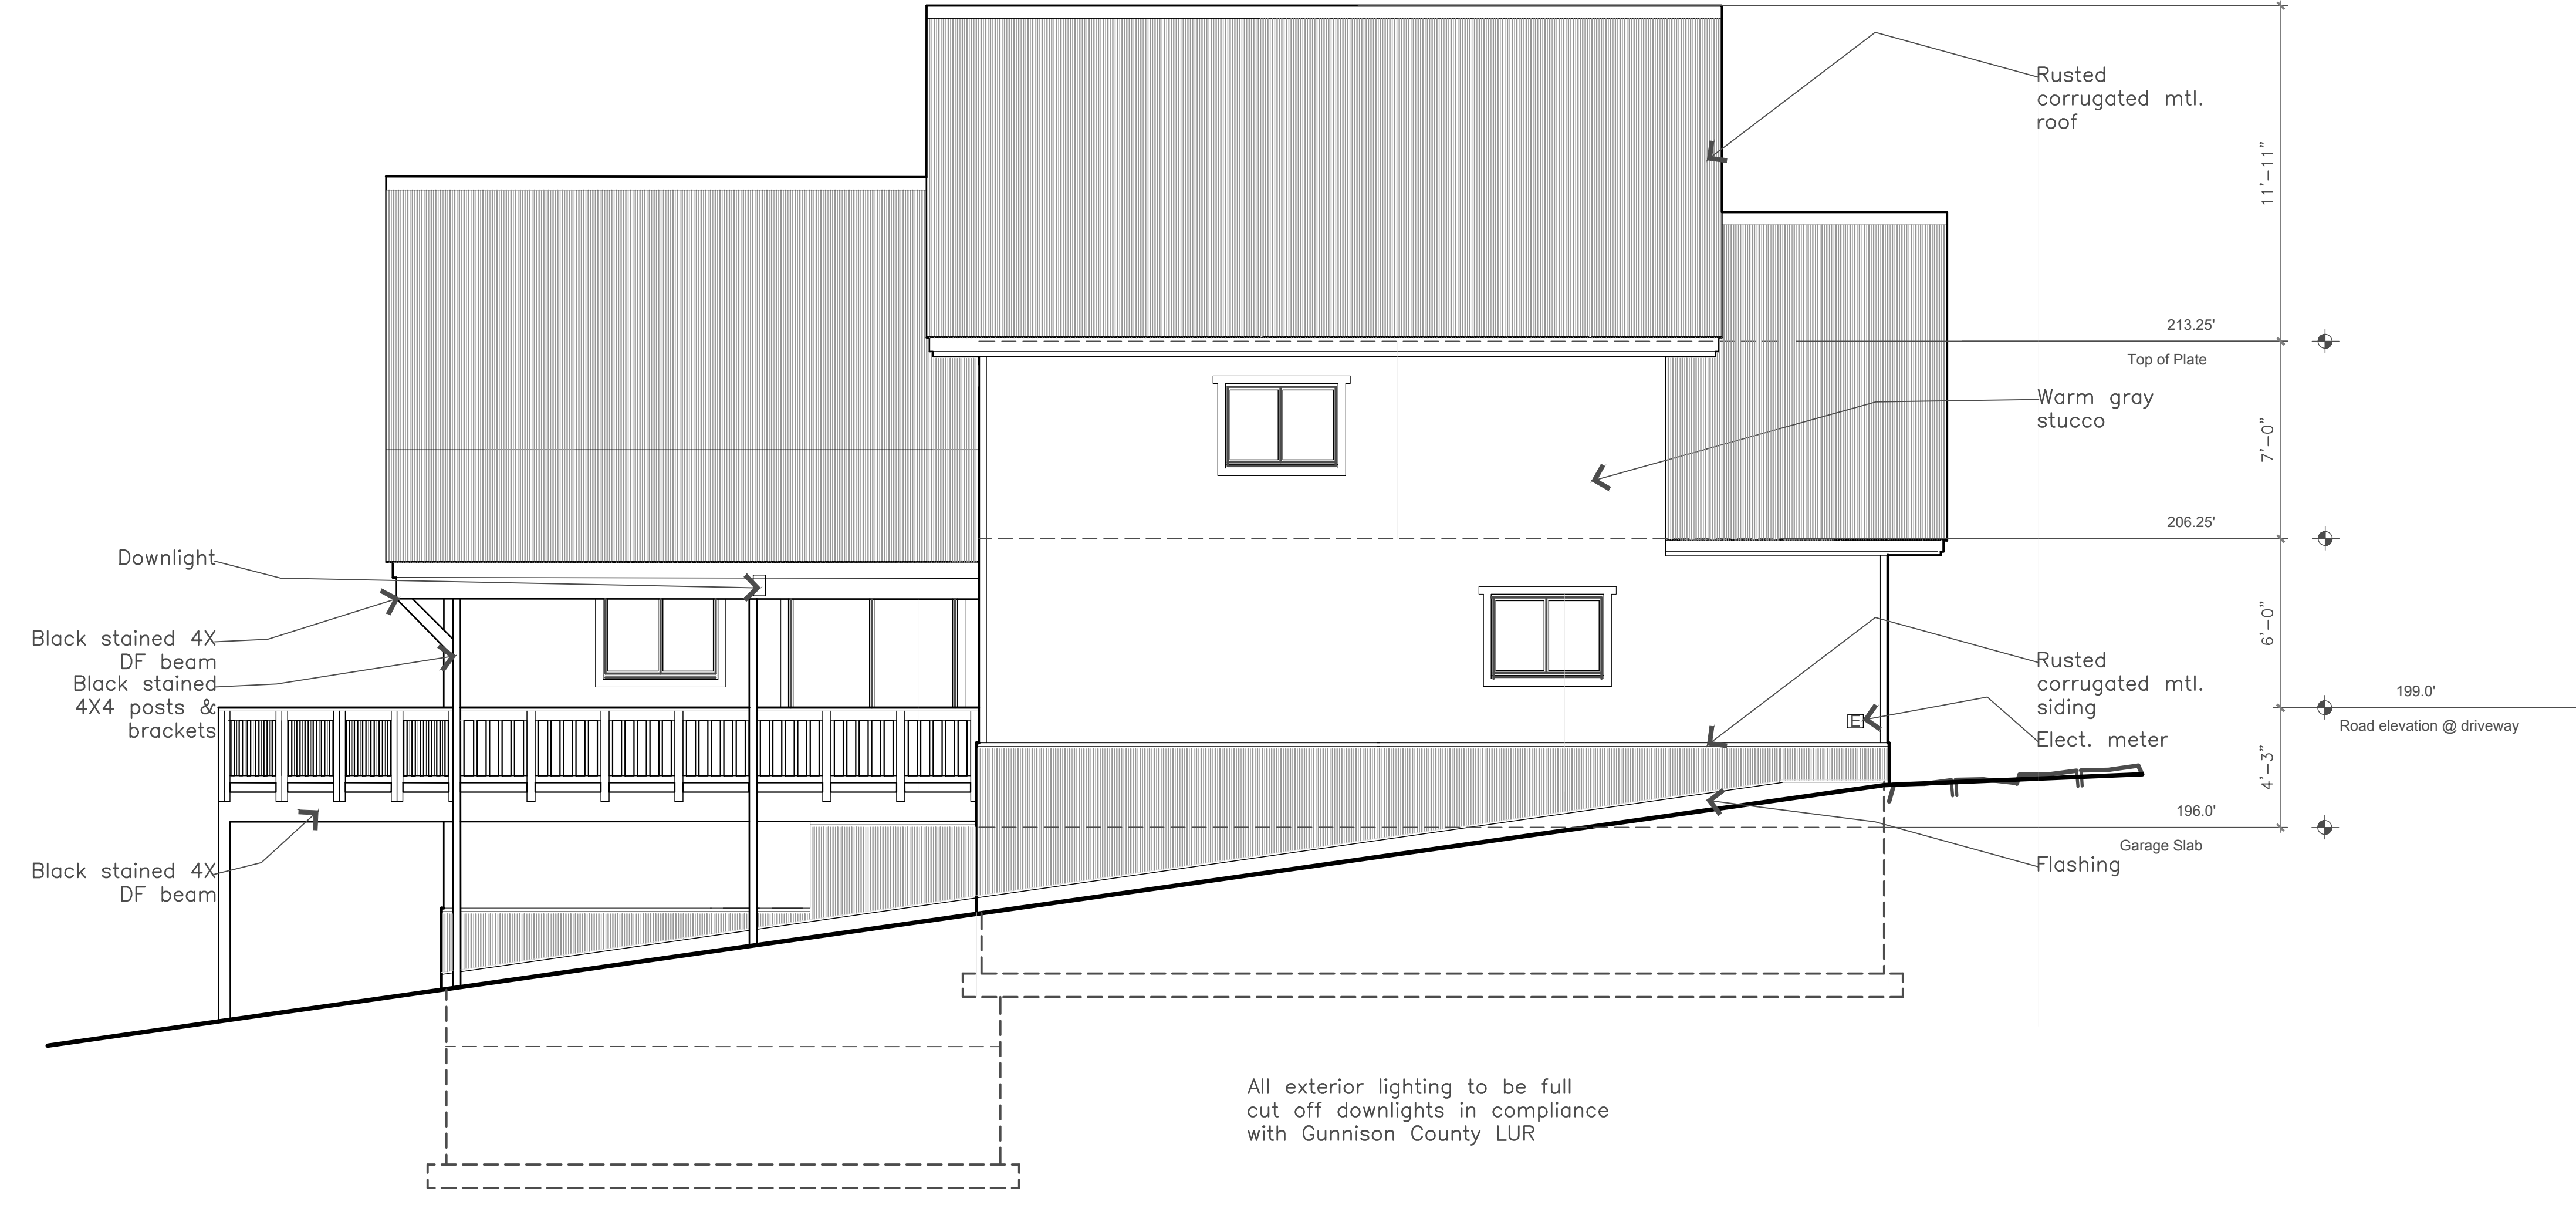 Rusted
corrugated mtl.
roof
11'-11"
213.25'
Top of Plate
Warm gray
stucco
7'-0"
206.25'
Downlight
Black stained 4X
DF beam
Black stained
4X4 posts &
brackets
6'-0"
Rusted
corrugated mtl.
siding
199.0'
Road elevation @ driveway
E
Elect. meter
4'-3"
196.0'
Garage Slab
Flashing
Black stained 4X
DF beam
All exterior lighting to be full
cut off downlights in compliance
with Gunnison County LUR